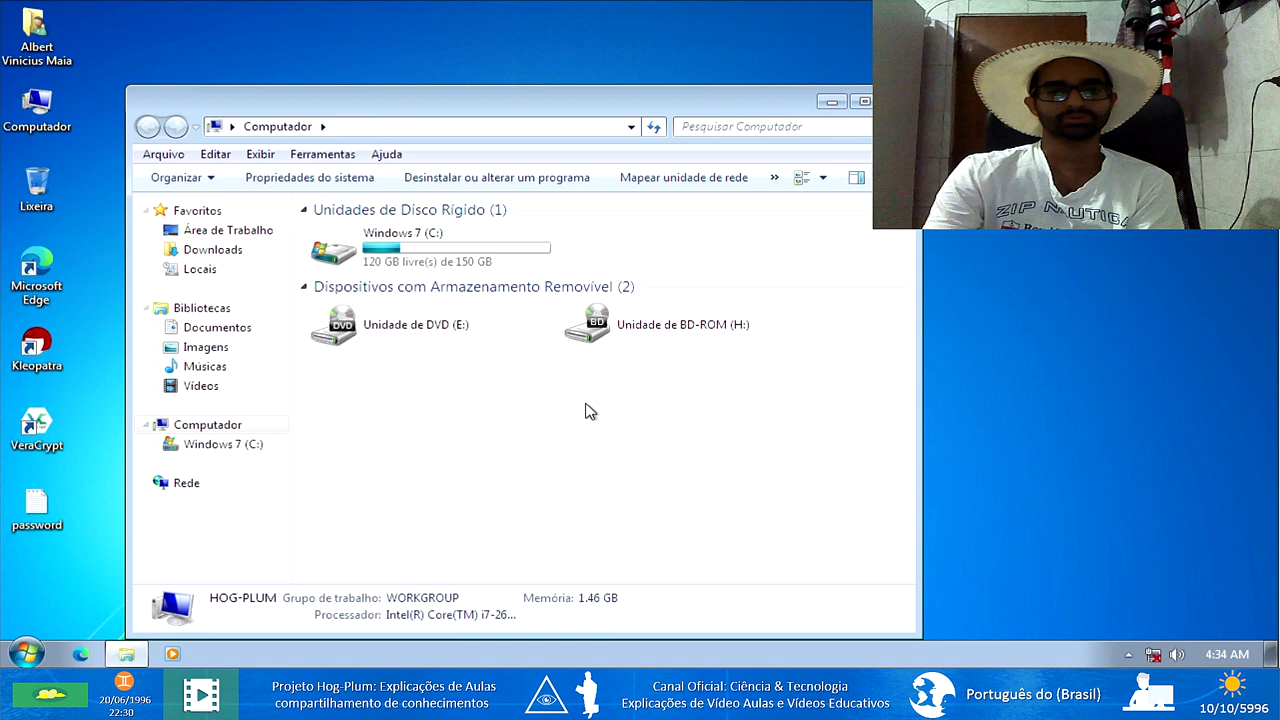 Albert
Vinicius Maia
Computador
Lixeira
Microsoft
Edge
Kleopatra
VeraCrypt
password
Computador
Pesquisar Computador
Arquivo Editar Exibir Ferramentas Ajuda
Organizar Propriedades do sistema Desinstalar ou alterar um programa Mapear unidade de rede »
Favoritos
Área de Trabalho
Downloads
Locais
Bibliotecas
Documentos
Imagens
Músicas
Vídeos
Computador
Windows 7 (C:)
Rede
Unidades de Disco Rígido (1)
Windows 7 (C:)
120 GB livre(s) de 150 GB
Dispositivos com Armazenamento Removível (2)
DVD
Unidade de DVD (E:)
BD
Unidade de BD-ROM (H:)
HOG-PLUM Grupo de trabalho: WORKGROUP Memória: 1.46 GB
Processador: Intel(R) Core(TM) i7-26...
ZIP NAUTICA
4:34 AM
20/06/1996
22:30
Projeto Hog-Plum: Explicações de Aulas
compartilhamento de conhecimentos
Canal Oficial: Ciência & Tecnologia
Explicações de Vídeo Aulas e Vídeos Educativos
Português do (Brasil)
10/10/5996